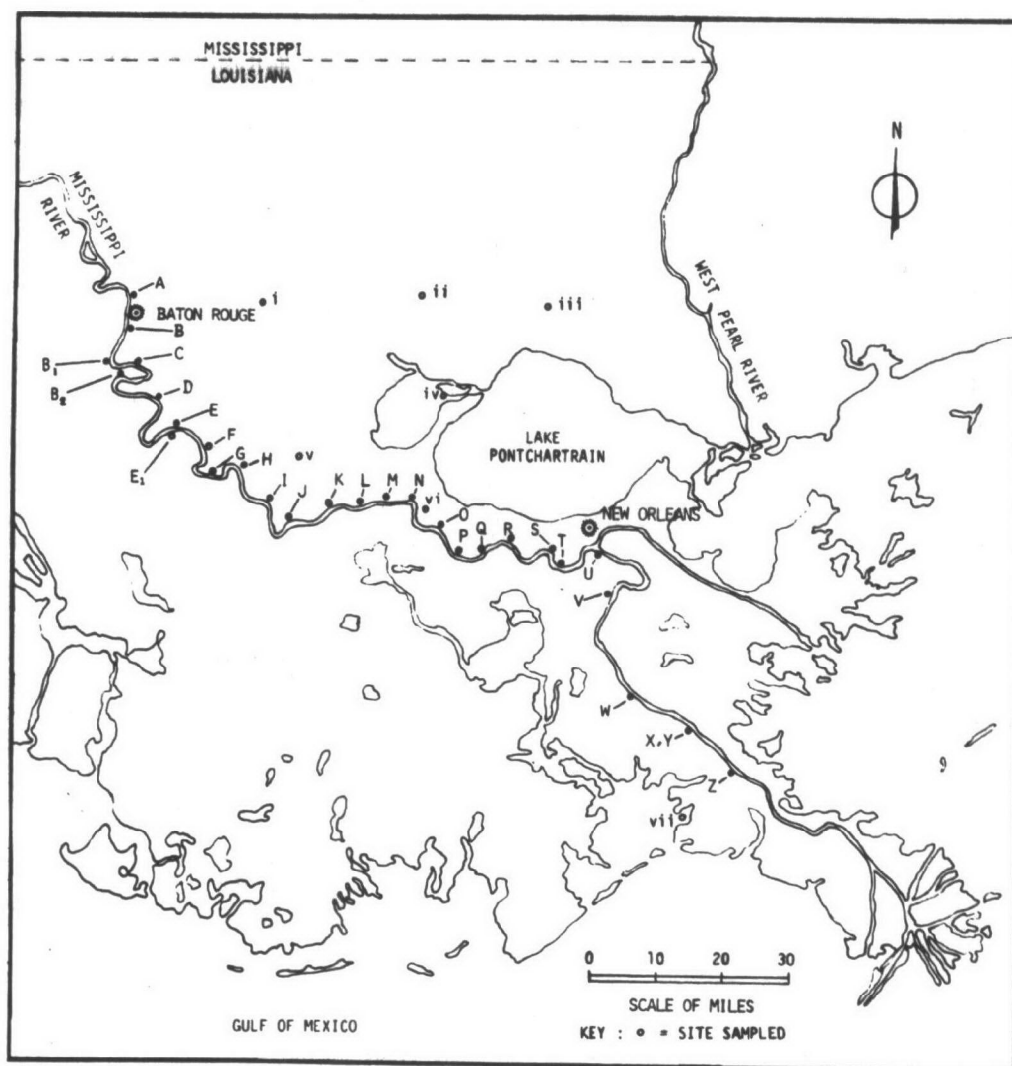 MISSISSIPPI
LOUISIANA
N
MISSISSIPPI
RIVER
WEST PEARL RIVER
A
i
ii
iii
BATON ROUGE
B
B₁
C
B₂
D
iv
E
LAKE
PONTCHARTRAIN
F
E₁
G
H
v
I
J
K
L
M
N
vi
O
P
Q
R
S
T
NEW ORLEANS
U
V
W
X,Y
Z
vii
0 10 20 30
SCALE OF MILES
KEY : o = SITE SAMPLED
GULF OF MEXICO